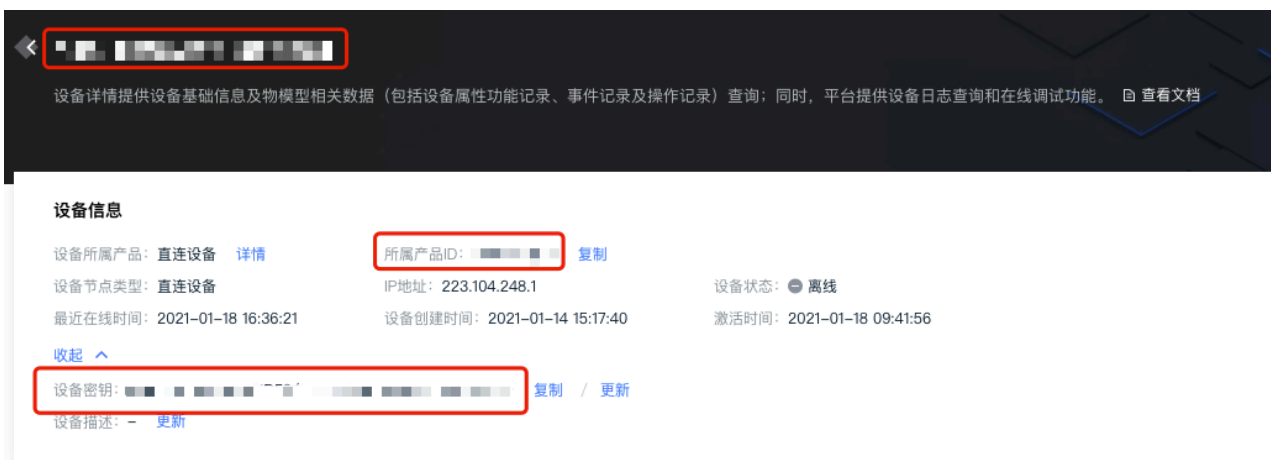 设备详情提供设备基础信息及物模型相关数据（包括设备属性功能记录、事件记录及操作记录）查询；同时，平台提供设备日志查询和在线调试功能。 查看文档
设备信息
设备所属产品：直连设备 详情 所属产品ID： 复制
设备节点类型：直连设备 IP地址：223.104.248.1 设备状态： 离线
最近在线时间：2021-01-18 16:36:21 设备创建时间：2021-01-14 15:17:40 激活时间：2021-01-18 09:41:56
收起
设备密钥： 复制 / 更新
设备描述：– 更新